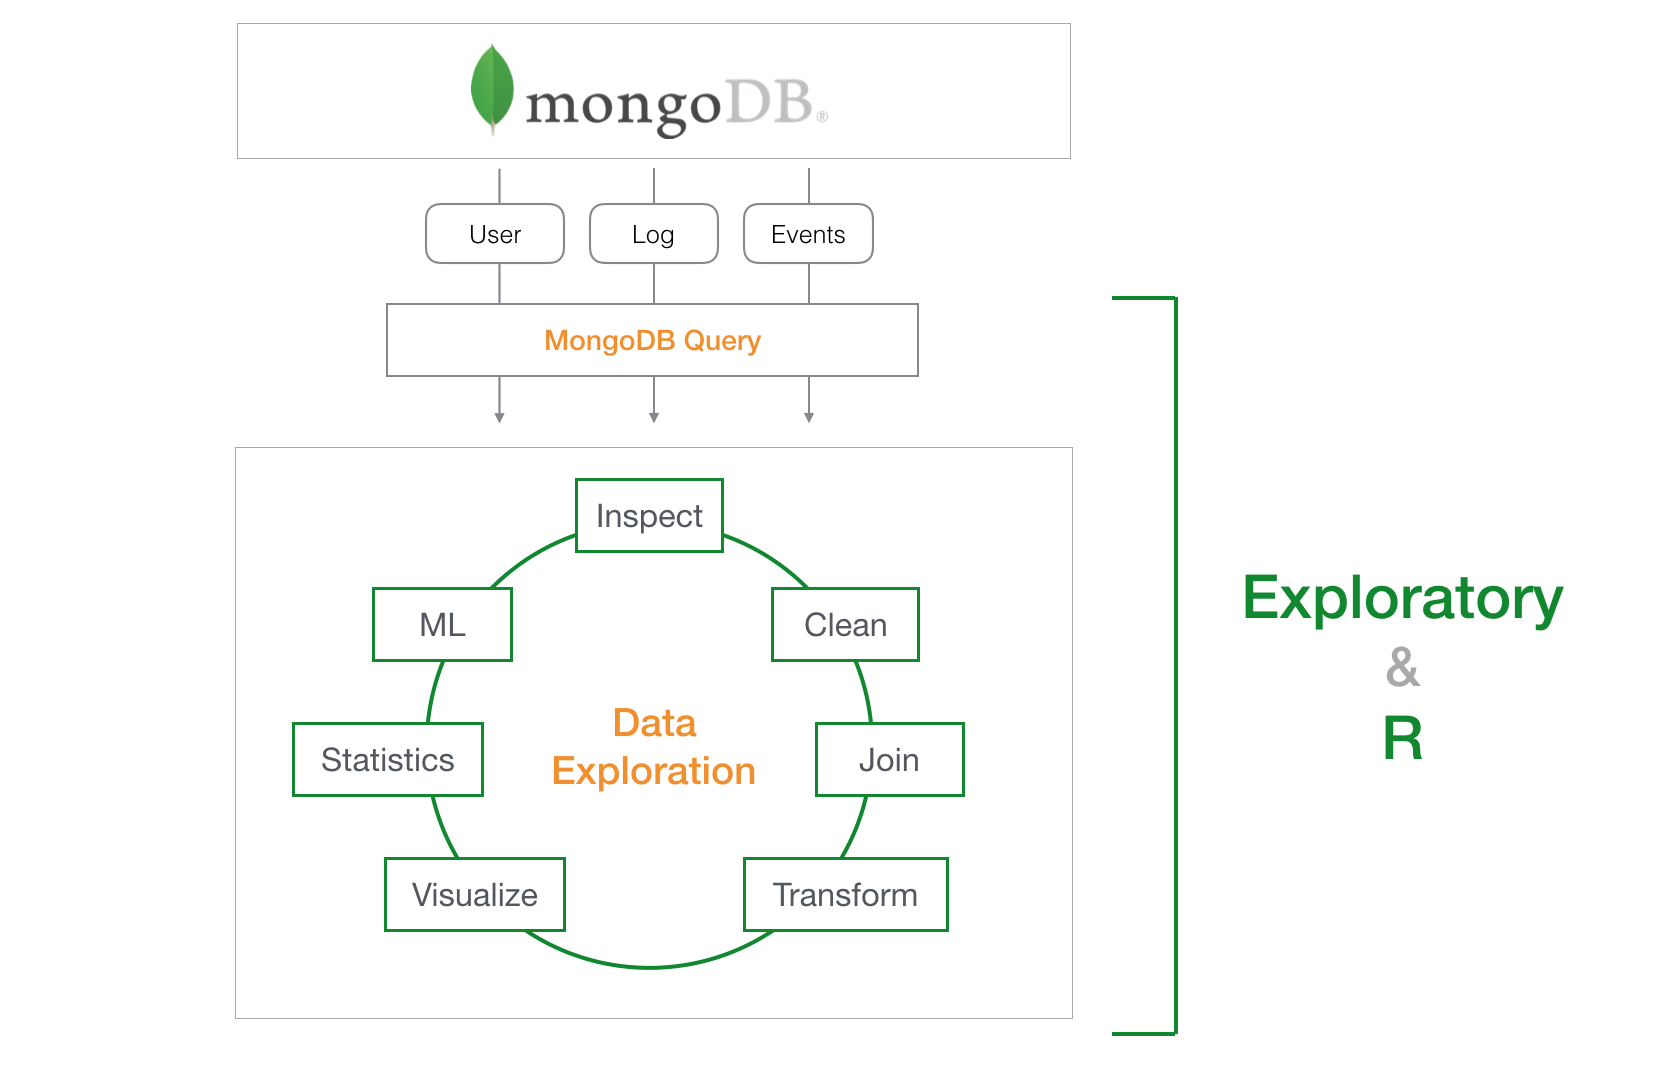 mongoDB®
User
Log
Events
MongoDB Query
Inspect
ML
Clean
Data
Exploration
Statistics
Join
Visualize
Transform
Exploratory
&
R